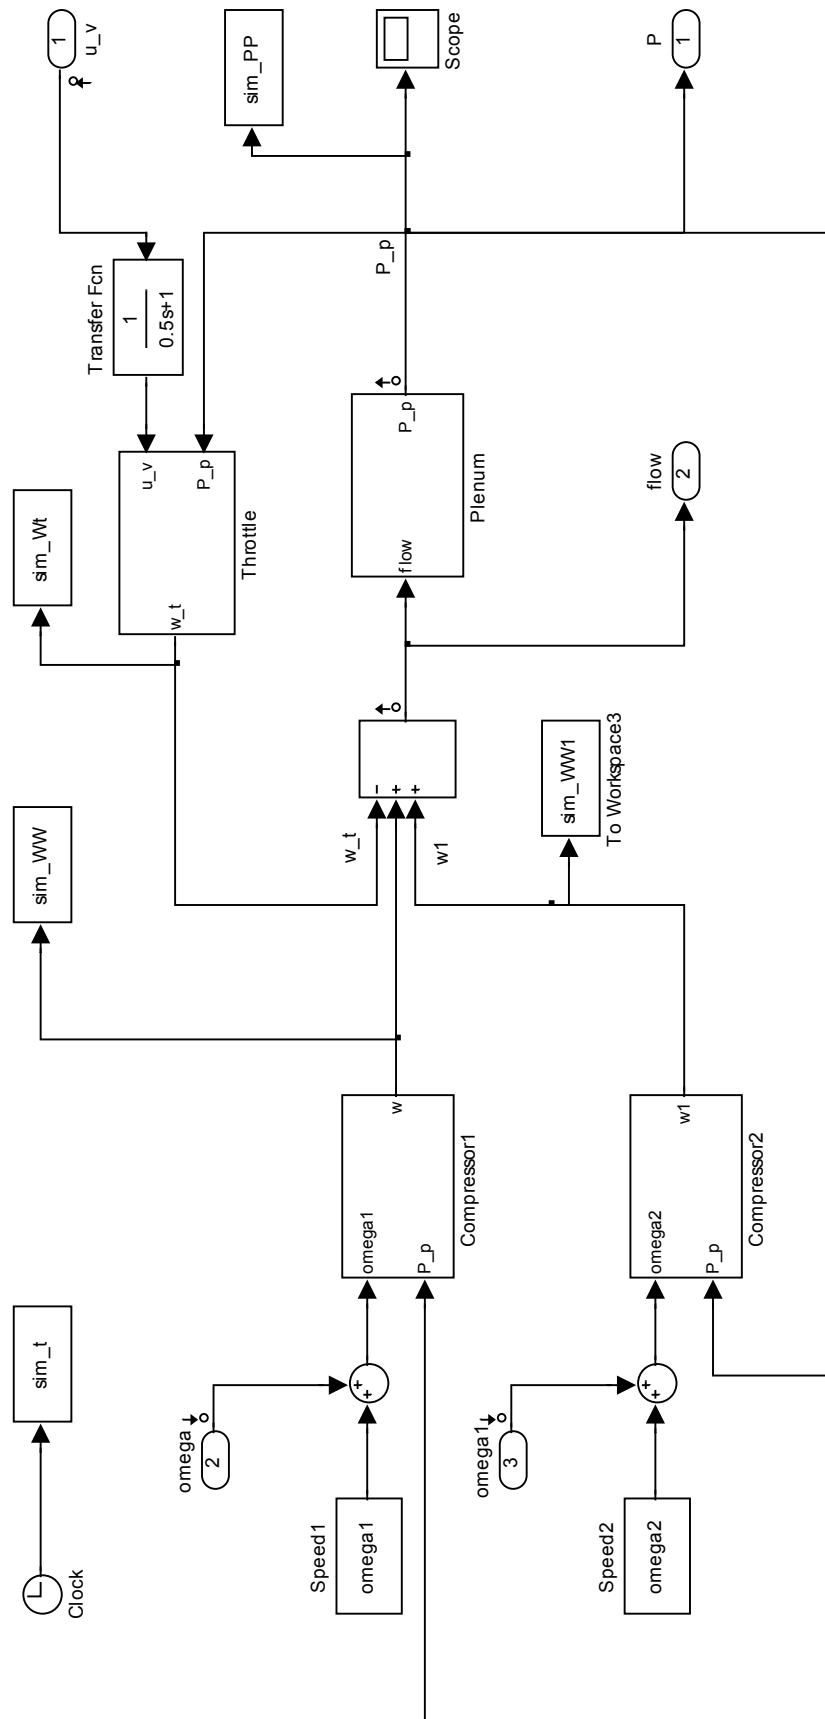 Clock
sim_t
sim_WW
sim_Wt
1
u_v
Transfer Fcn
1
0.5s+1
u_v
P_p
w_t
Throttle
sim_PP
Scope
P
1
omega
2
Speed1
omega1
+
+
omega1
P_p
w
Compressor1
w_t
w1
−
+
+
flow
P_p
Plenum
P_p
flow
2
sim_WW1
To Workspace3
omega1
3
Speed2
omega2
+
+
omega2
P_p
w1
Compressor2